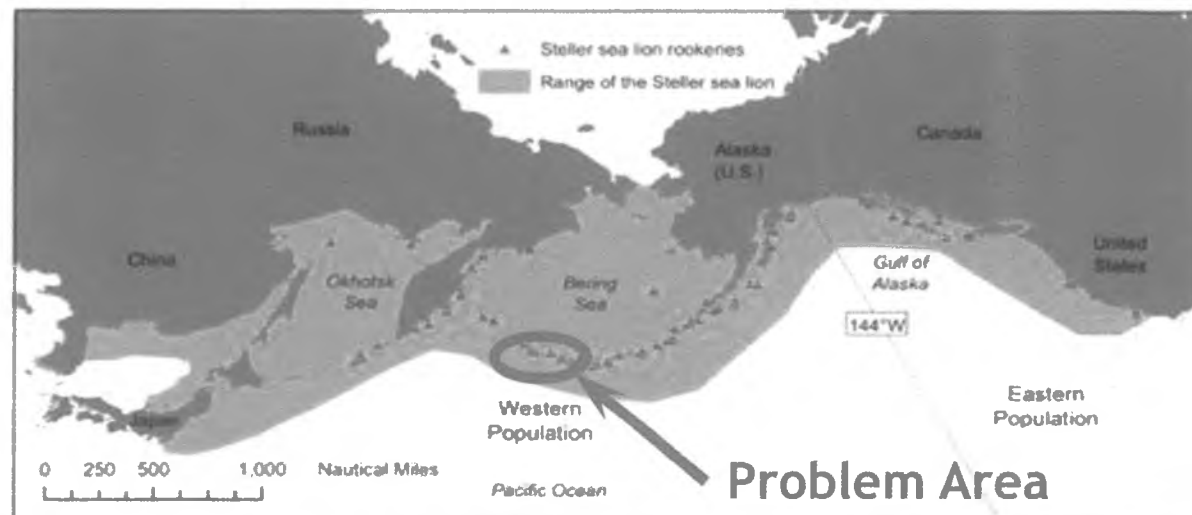 Steller sea lion rookeries
Range of the Steller sea lion
Russia
Alaska
(U.S.)
Canada
China
Okhotsk
Sea
Bering
Sea
Gulf of
Alaska
United
States
144°W
Japan
Western
Population
Eastern
Population
0 250 500 1,000 Nautical Miles
Pacific Ocean
Problem Area